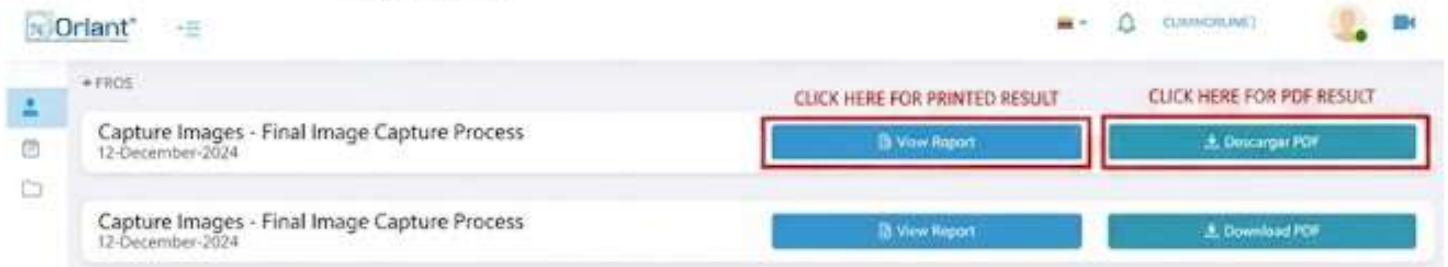 Orlant
+ FROS
CLICK HERE FOR PRINTED RESULT
CLICK HERE FOR PDF RESULT
Capture Images - Final Image Capture Process
12-December-2024
View Report
Descargar PDF
Capture Images - Final Image Capture Process
12-December-2024
View Report
Download PDF